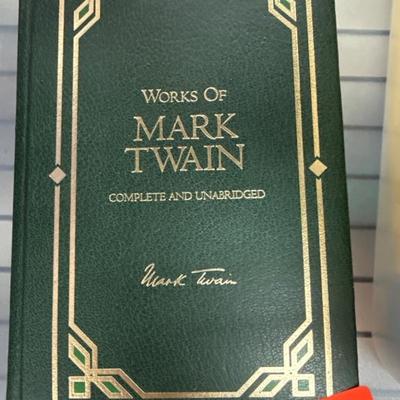 WORKS OF
MARK
TWAIN
COMPLETE AND UNABRIDGED
Mark Twain